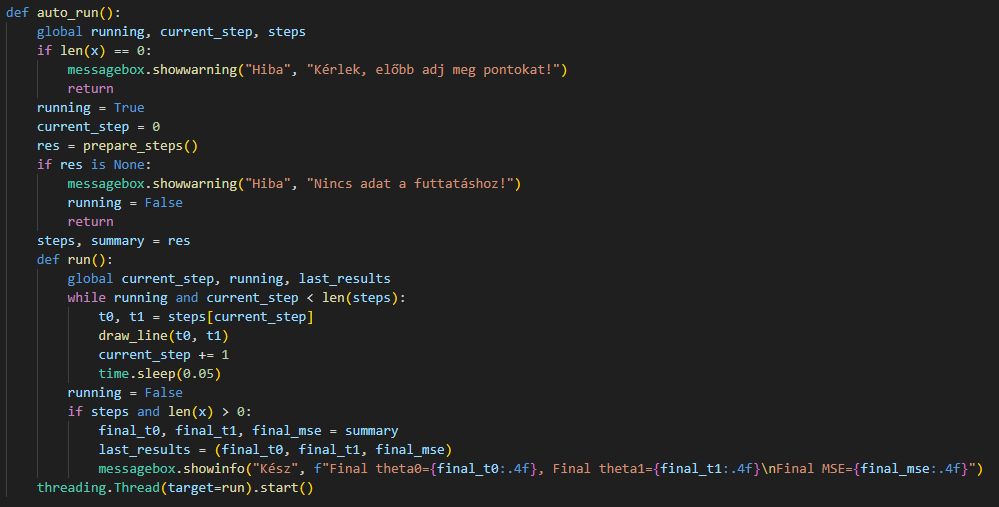 def auto_run():
    global running, current_step, steps
    if len(x) == 0:
        messagebox.showwarning("Hiba", "Kérlek, előbb adj meg pontokat!")
        return
    running = True
    current_step = 0
    res = prepare_steps()
    if res is None:
        messagebox.showwarning("Hiba", "Nincs adat a futtatáshoz!")
        running = False
        return
    steps, summary = res
    def run():
        global current_step, running, last_results
        while running and current_step < len(steps):
            t0, t1 = steps[current_step]
            draw_line(t0, t1)
            current_step += 1
            time.sleep(0.05)
        running = False
        if steps and len(x) > 0:
            final_t0, final_t1, final_mse = summary
            last_results = (final_t0, final_t1, final_mse)
            messagebox.showinfo("Kész", f"Final theta0={final_t0:.4f}, Final theta1={final_t1:.4f}\nFinal MSE={final_mse:.4f}")
    threading.Thread(target=run).start()